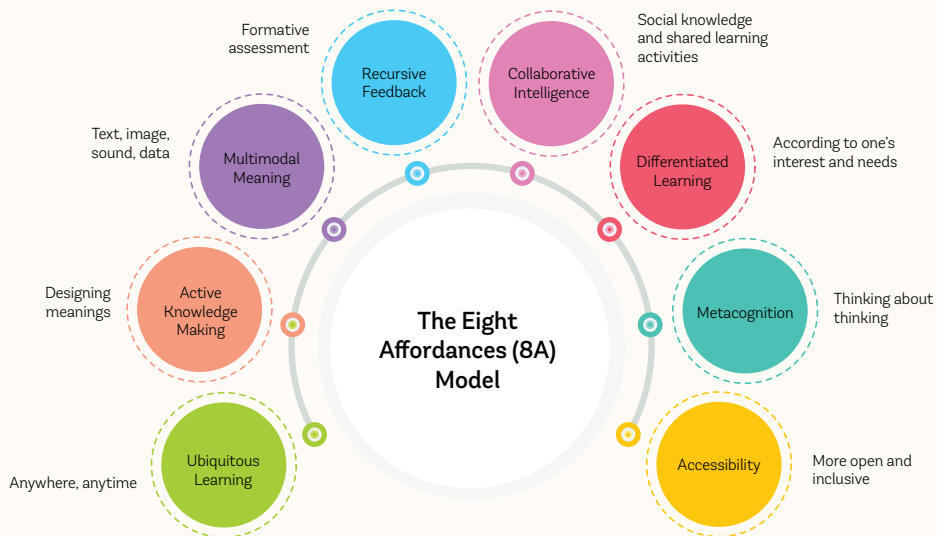 Formative
assessment
Recursive
Feedback
Collaborative
Intelligence
Social knowledge
and shared learning
activities
Text, image,
sound, data
Multimodal
Meaning
Differentiated
Learning
According to one’s
interest and needs
Designing
meanings
Active
Knowledge
Making
The Eight
Affordances (8A)
Model
Metacognition
Thinking about
thinking
Anywhere, anytime
Ubiquitous
Learning
Accessibility
More open and
inclusive